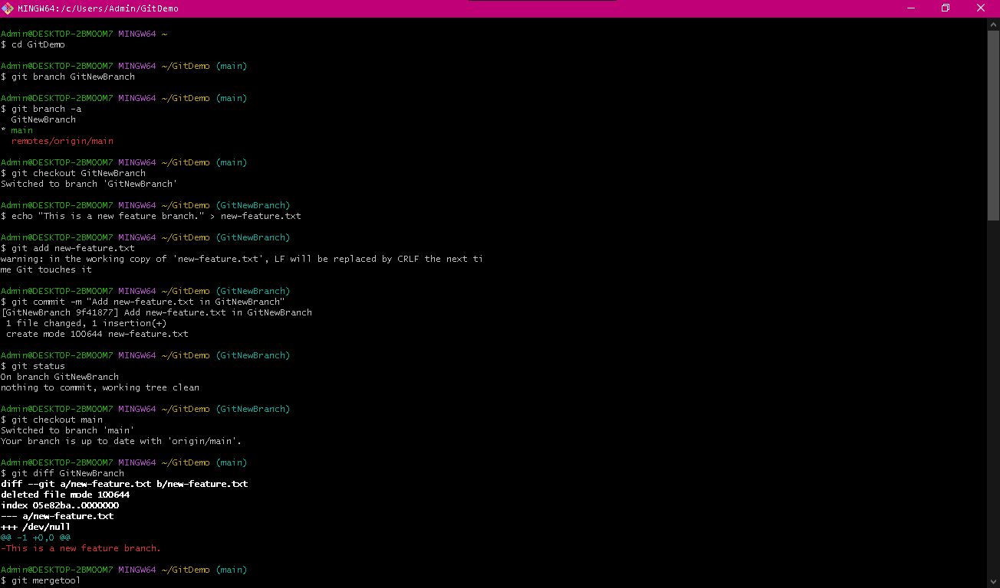 MINGW64:/c/Users/Admin/GitDemo
Admin@DESKTOP-2BMOOM7 MINGW64 ~
$ cd GitDemo
Admin@DESKTOP-2BMOOM7 MINGW64 ~/GitDemo (main)
$ git branch GitNewBranch
Admin@DESKTOP-2BMOOM7 MINGW64 ~/GitDemo (main)
$ git branch -a
  GitNewBranch
* main
  remotes/origin/main
Admin@DESKTOP-2BMOOM7 MINGW64 ~/GitDemo (main)
$ git checkout GitNewBranch
Switched to branch 'GitNewBranch'
Admin@DESKTOP-2BMOOM7 MINGW64 ~/GitDemo (GitNewBranch)
$ echo "This is a new feature branch." > new-feature.txt
Admin@DESKTOP-2BMOOM7 MINGW64 ~/GitDemo (GitNewBranch)
$ git add new-feature.txt
warning: in the working copy of 'new-feature.txt', LF will be replaced by CRLF the next ti
me Git touches it
Admin@DESKTOP-2BMOOM7 MINGW64 ~/GitDemo (GitNewBranch)
$ git commit -m "Add new-feature.txt in GitNewBranch"
[GitNewBranch 9f41877] Add new-feature.txt in GitNewBranch
 1 file changed, 1 insertion(+)
 create mode 100644 new-feature.txt
Admin@DESKTOP-2BMOOM7 MINGW64 ~/GitDemo (GitNewBranch)
$ git status
On branch GitNewBranch
nothing to commit, working tree clean
Admin@DESKTOP-2BMOOM7 MINGW64 ~/GitDemo (GitNewBranch)
$ git checkout main
Switched to branch 'main'
Your branch is up to date with 'origin/main'.
Admin@DESKTOP-2BMOOM7 MINGW64 ~/GitDemo (main)
$ git diff GitNewBranch
diff --git a/new-feature.txt b/new-feature.txt
deleted file mode 100644
index 05e82ba..0000000
--- a/new-feature.txt
+++ /dev/null
@@ -1 +0,0 @@
-This is a new feature branch.
Admin@DESKTOP-2BMOOM7 MINGW64 ~/GitDemo (main)
$ git mergetool